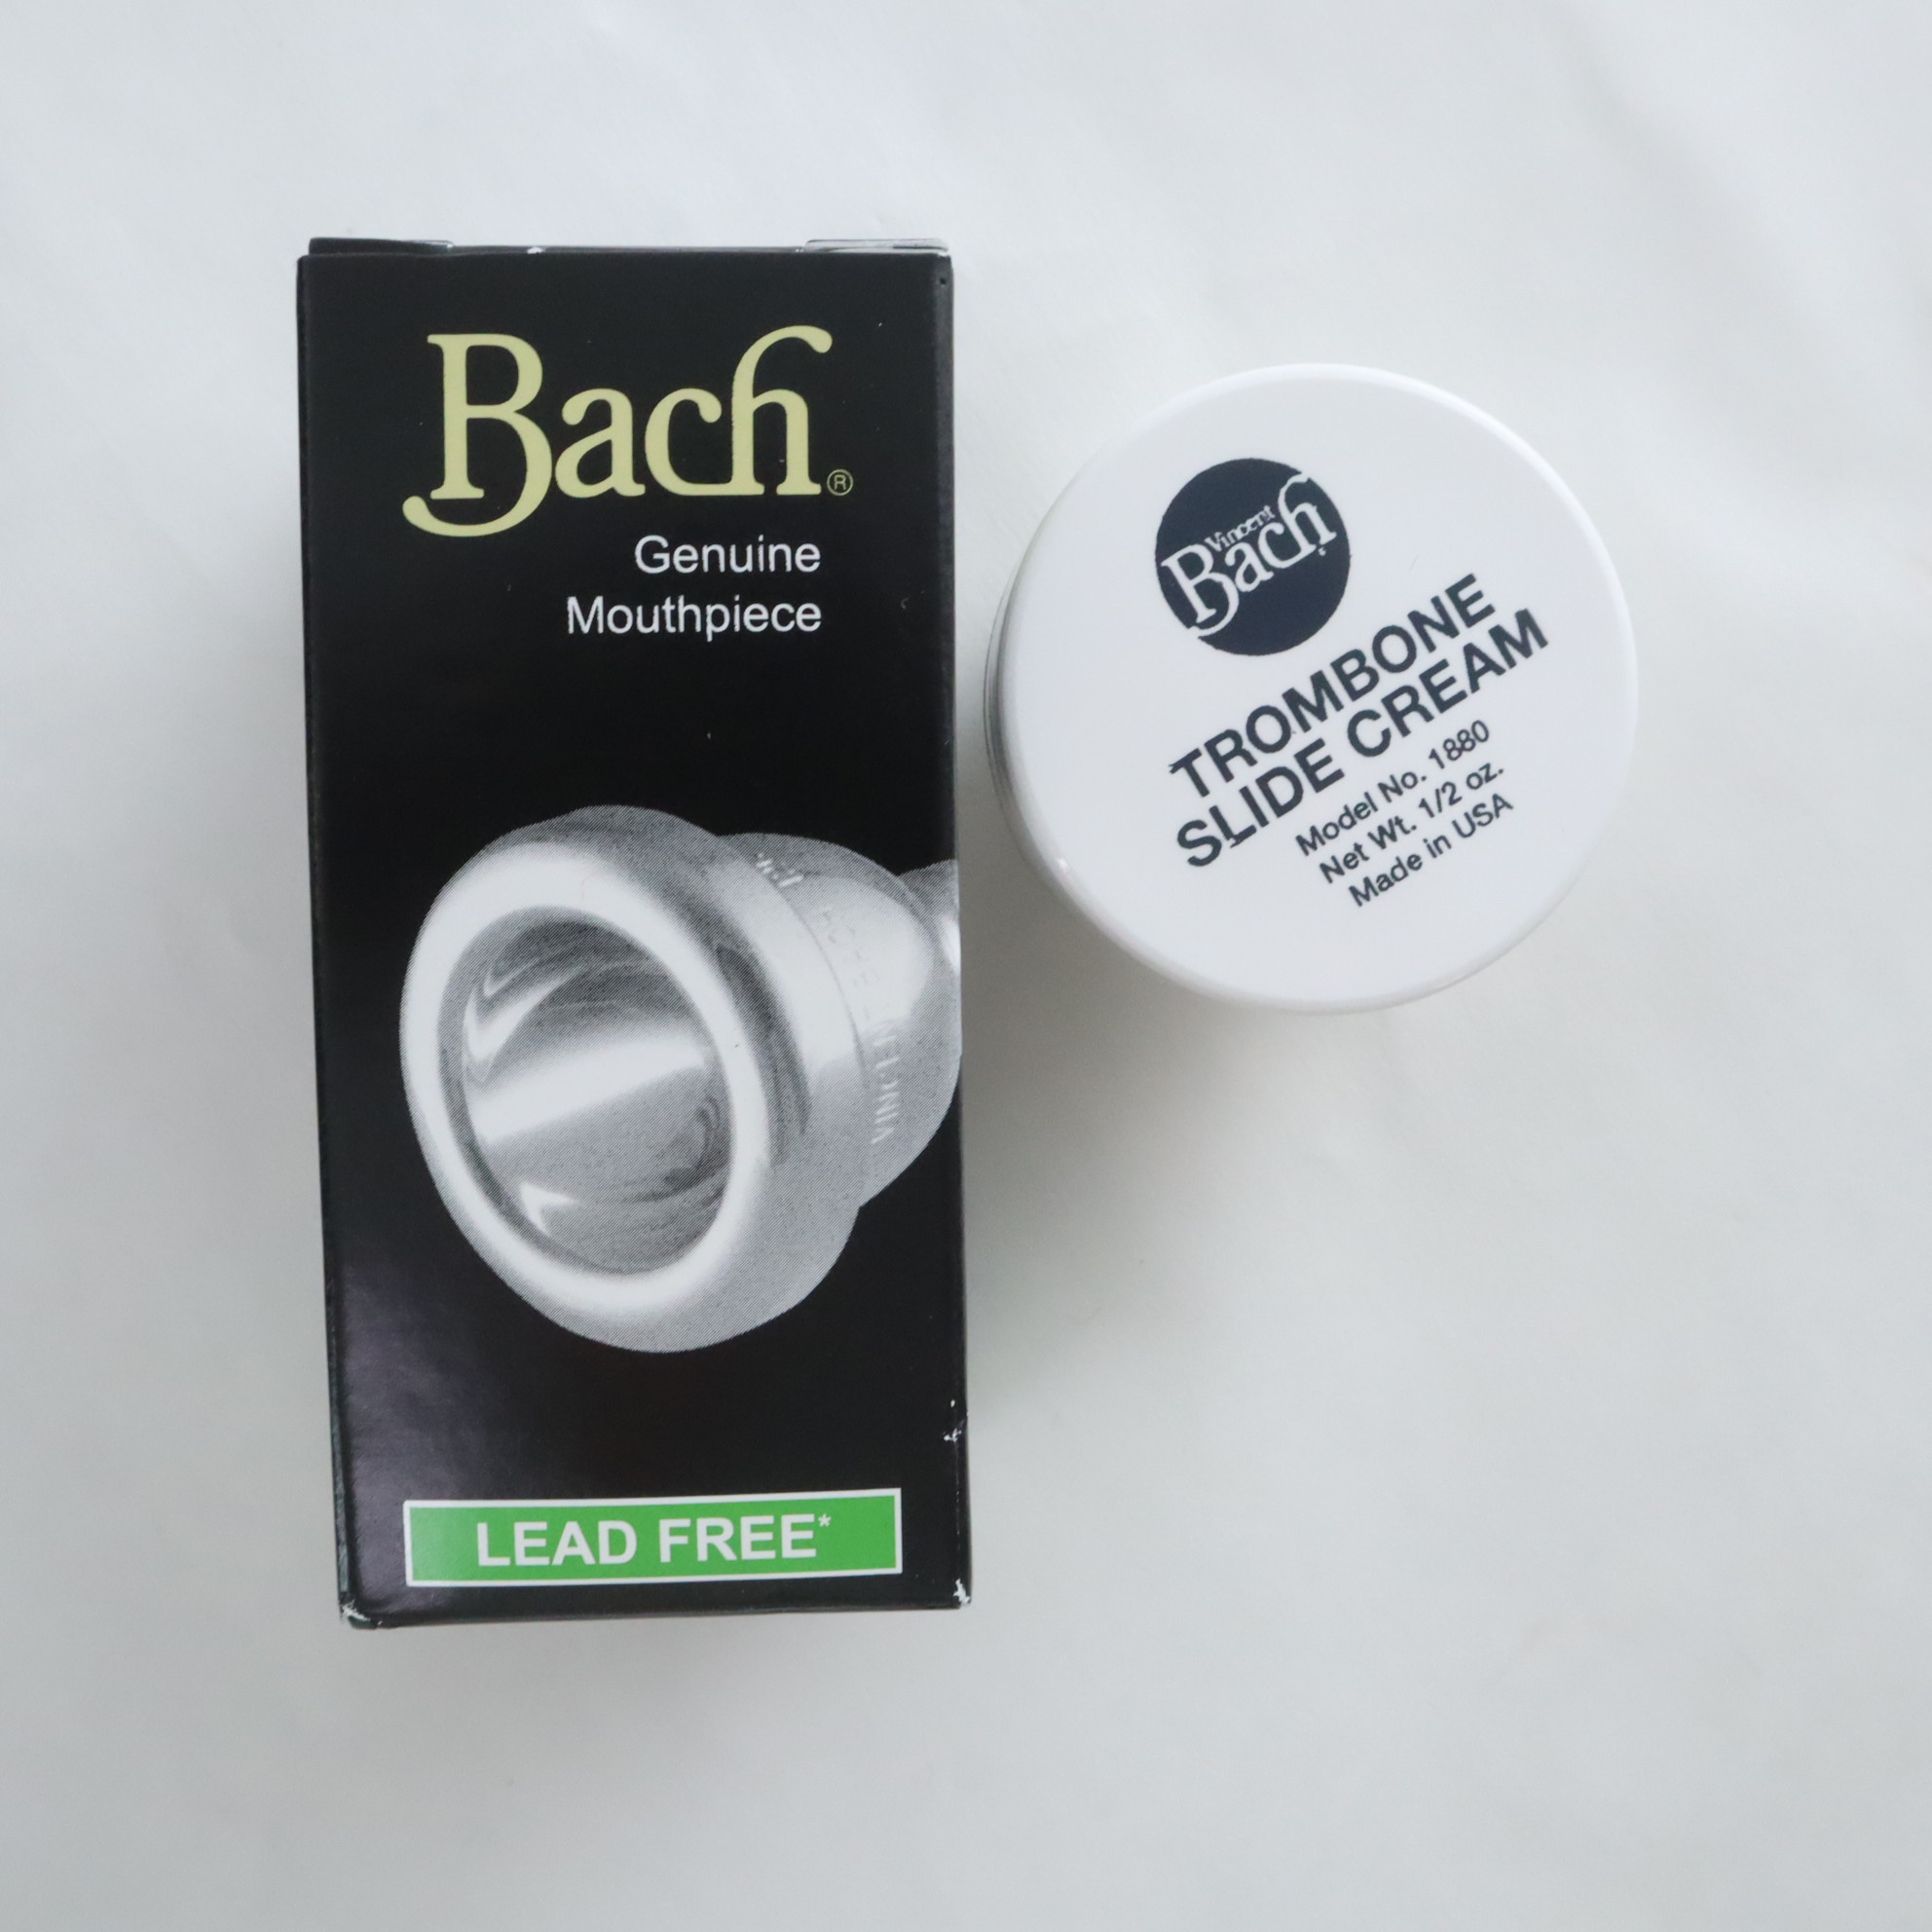 Bach®
Genuine
Mouthpiece
VINCEN
LEAD FREE*
Vincent
Bach
TROMBONE
SLIDE CREAM
Model No. 1880
Net Wt. 1/2 oz.
Made in USA